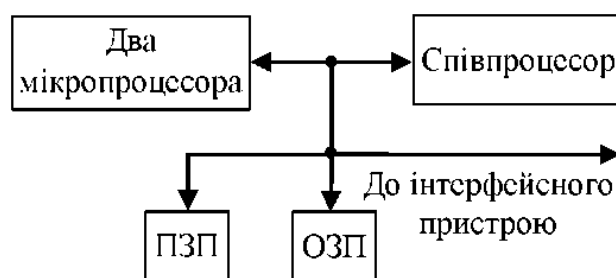 Два
мікропроцесора
Співпроцесор
До інтерфейсного
пристрою
ПЗП
ОЗП